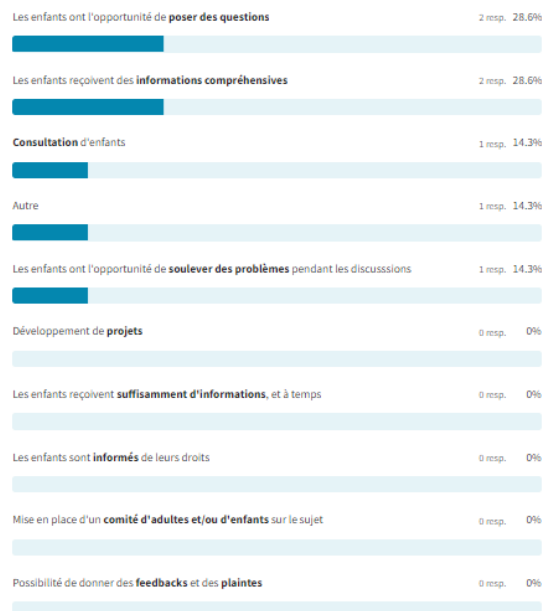 Les enfants ont l'opportunité de poser des questions 2 resp. 28.6%
Les enfants reçoivent des informations compréhensives 2 resp. 28.6%
Consultation d'enfants 1 resp. 14.3%
Autre 1 resp. 14.3%
Les enfants ont l'opportunité de soulever des problèmes pendant les discusssions 1 resp. 14.3%
Développement de projets 0 resp. 0%
Les enfants reçoivent suffisamment d'informations, et à temps 0 resp. 0%
Les enfants sont informés de leurs droits 0 resp. 0%
Mise en place d'un comité d'adultes et/ou d'enfants sur le sujet 0 resp. 0%
Possibilité de donner des feedbacks et des plaintes 0 resp. 0%